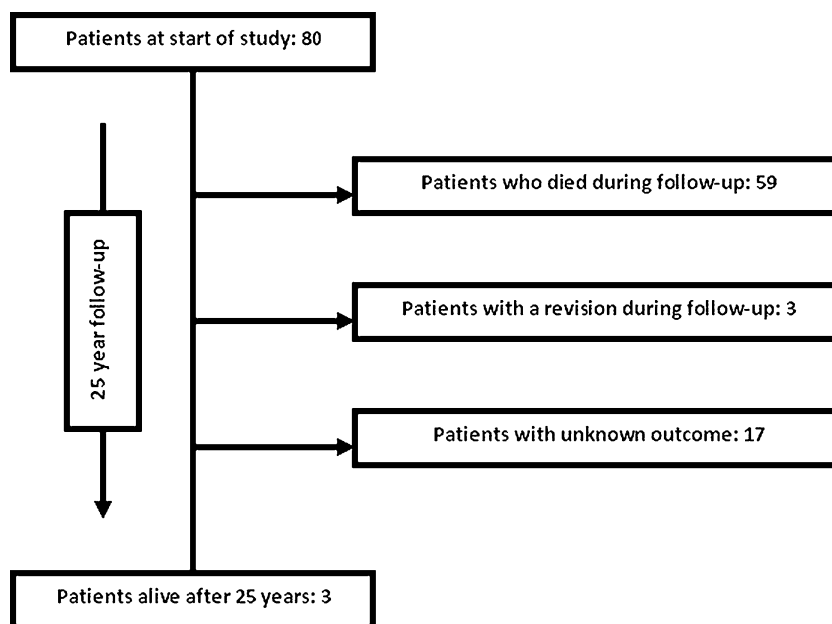 Patients at start of study: 80
Patients who died during follow-up: 59
25 year follow-up
Patients with a revision during follow-up: 3
Patients with unknown outcome: 17
Patients alive after 25 years: 3